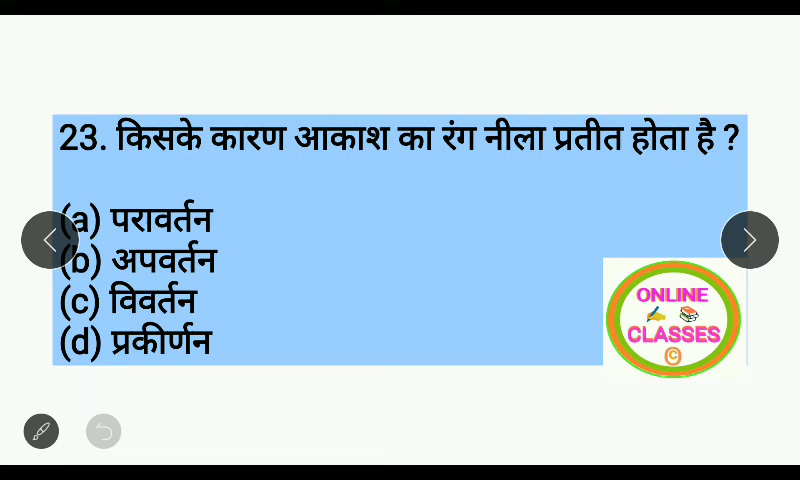 23. किसके कारण आकाश का रंग नीला प्रतीत होता है ?
(a) परावर्तन
(b) अपवर्तन
(c) विवर्तन
(d) प्रकीर्णन
ONLINE
CLASSES
©